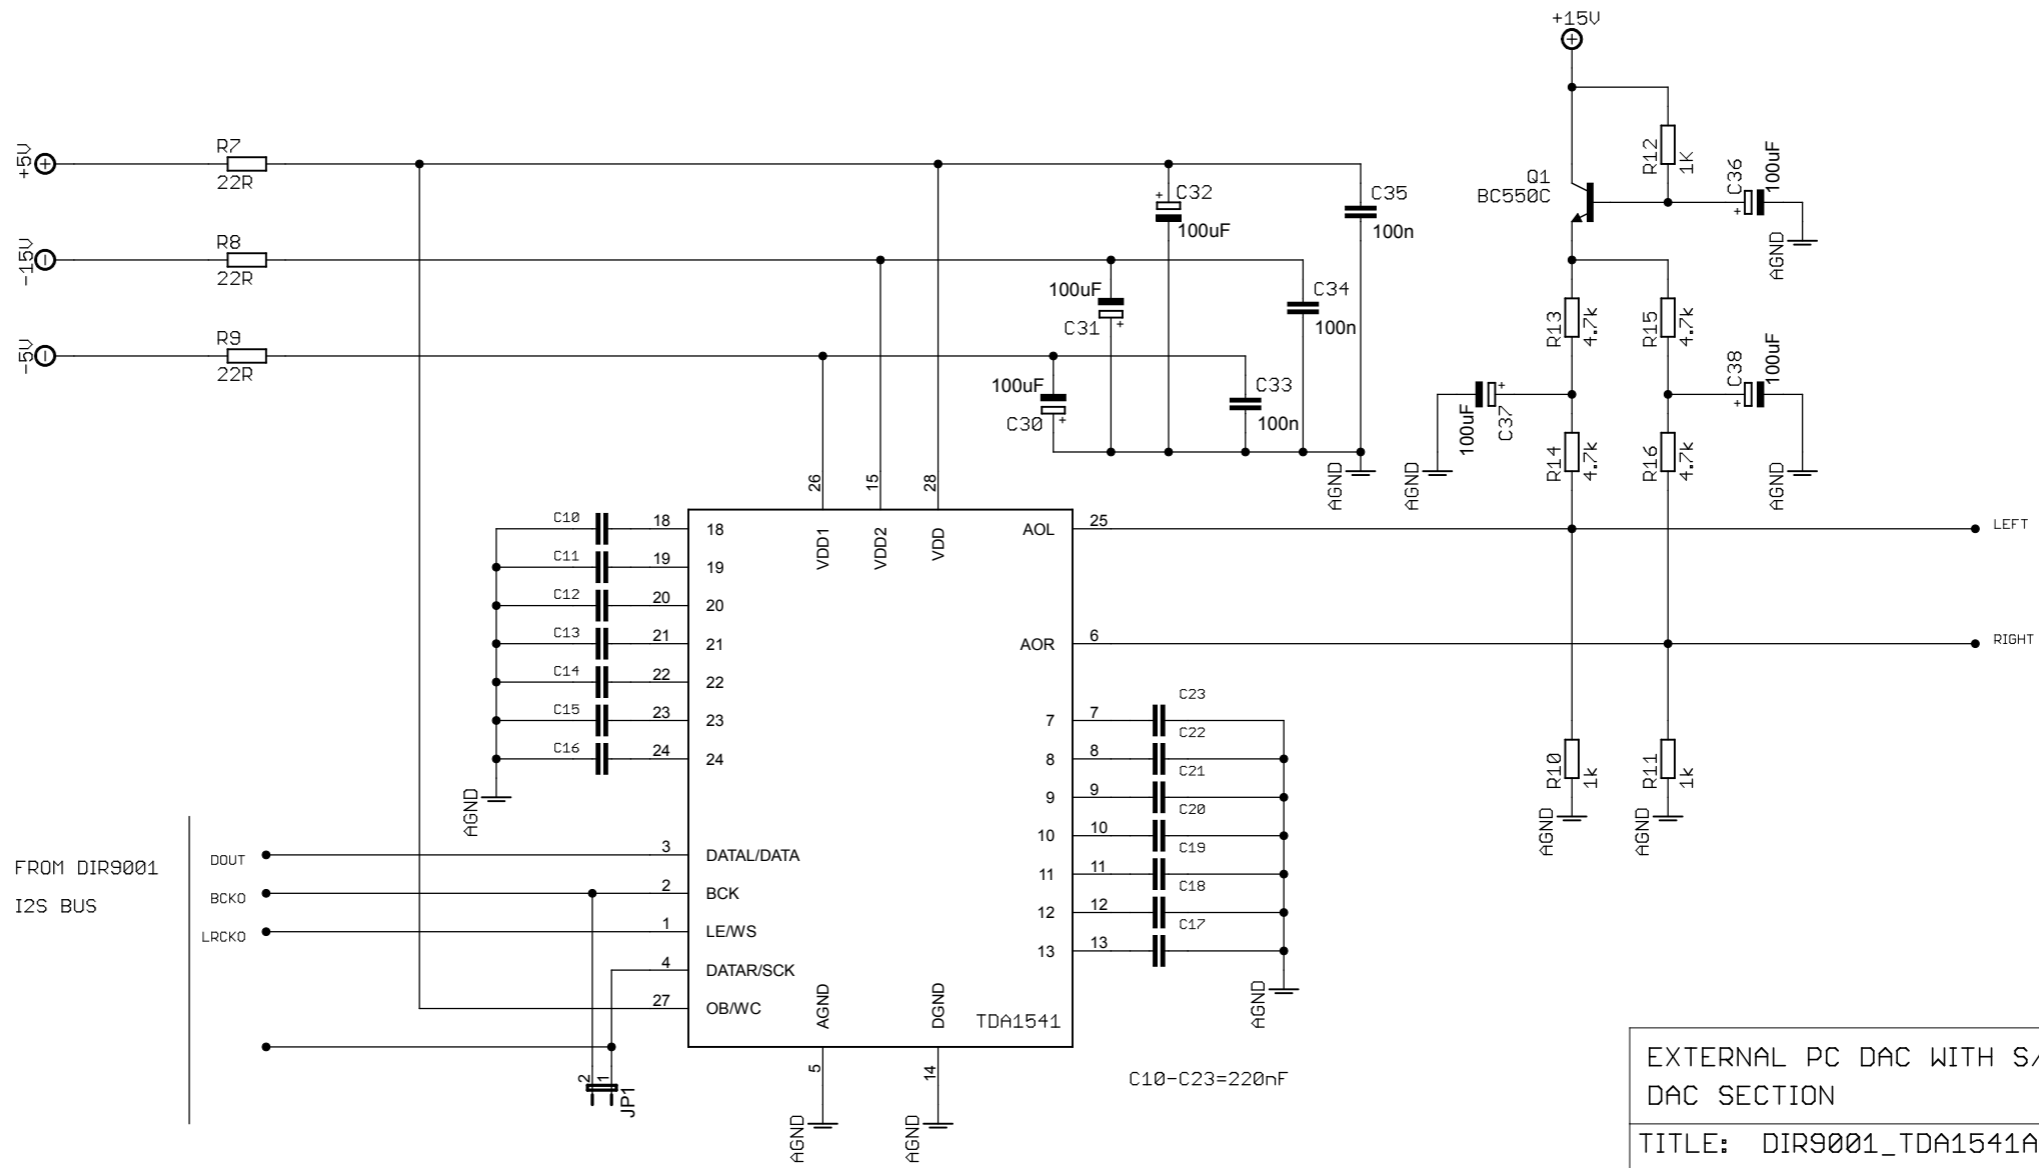 +15V
+5V
R7
22R
-15V
R8
22R
-5V
R9
22R
C32
100uF
C35
100n
100uF
C31
C34
100n
100uF
C30
C33
100n
AGND
Q1
BC550C
R12
1K
C36
100uF
AGND
R13
4.7k
R15
4.7k
100uF
C37
AGND
C38
100uF
AGND
R14
4.7k
R16
4.7k
26
15
28
VDD1
VDD2
VDD
C10
18
18
C11
19
19
C12
20
20
C13
21
21
C14
22
22
C15
23
23
C16
24
24
AGND
AOL
25
LEFT
AOR
6
RIGHT
7
7
C23
8
8
C22
9
9
C21
10
10
C20
11
11
C19
12
12
C18
13
13
C17
AGND
R10
1k
AGND
R11
1k
AGND
FROM DIR9001
I2S BUS
DOUT
3
DATAL/DATA
BCKO
2
BCK
LRCKO
1
LE/WS
4
DATAR/SCK
27
OB/WC
AGND
DGND
TDA1541
2
1
JP1
5
14
AGND
AGND
C10-C23=220nF
EXTERNAL PC DAC WITH S/
DAC SECTION
TITLE: DIR9001_TDA1541A